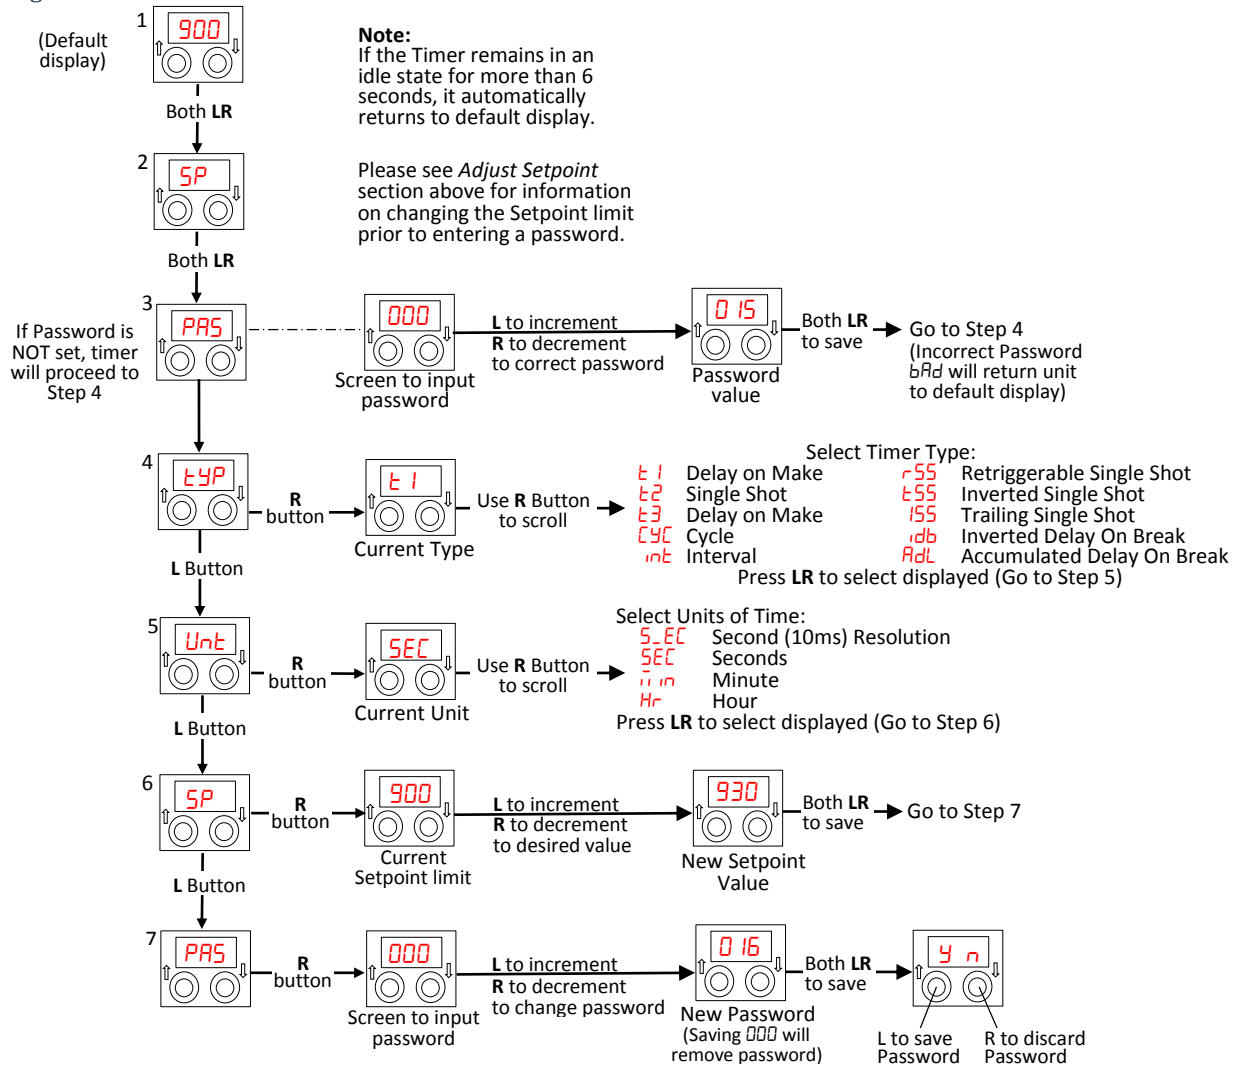 1
900
(Default
display)
Note:
If the Timer remains in an
idle state for more than 6
seconds, it automatically
returns to default display.
Both LR
2
SP
Please see Adjust Setpoint
section above for information
on changing the Setpoint limit
prior to entering a password.
Both LR
3
PAS
If Password is
NOT set, timer
will proceed to
Step 4
000
Screen to input
password
L to increment
R to decrement
to correct password
015
Password
value
Both LR
to save
Go to Step 4
(Incorrect Password
bAd will return unit
to default display)
4
tYP
R
button
t1
Current Type
Use R Button
to scroll
Select Timer Type:
t1 Delay on Make
t2 Single Shot
t3 Delay on Make
CYC Cycle
int Interval
rSS Retriggerable Single Shot
tSS Inverted Single Shot
1SS Trailing Single Shot
idb Inverted Delay On Break
AdL Accumulated Delay On Break
Press LR to select displayed (Go to Step 5)
L Button
5
Unt
R
button
SEC
Current Unit
Use R Button
to scroll
Select Units of Time:
S_EC Second (10ms) Resolution
SEC Seconds
Minute
Hr Hour
Press LR to select displayed (Go to Step 6)
L Button
6
SP
R
button
900
Current
Setpoint limit
L to increment
R to decrement
to desired value
930
New Setpoint
Value
Both LR
to save
Go to Step 7
L Button
7
PAS
R
button
000
Screen to input
password
L to increment
R to decrement
to change password
016
New Password
(Saving 000 will
remove password)
Both LR
to save
y n
L to save
Password
R to discard
Password